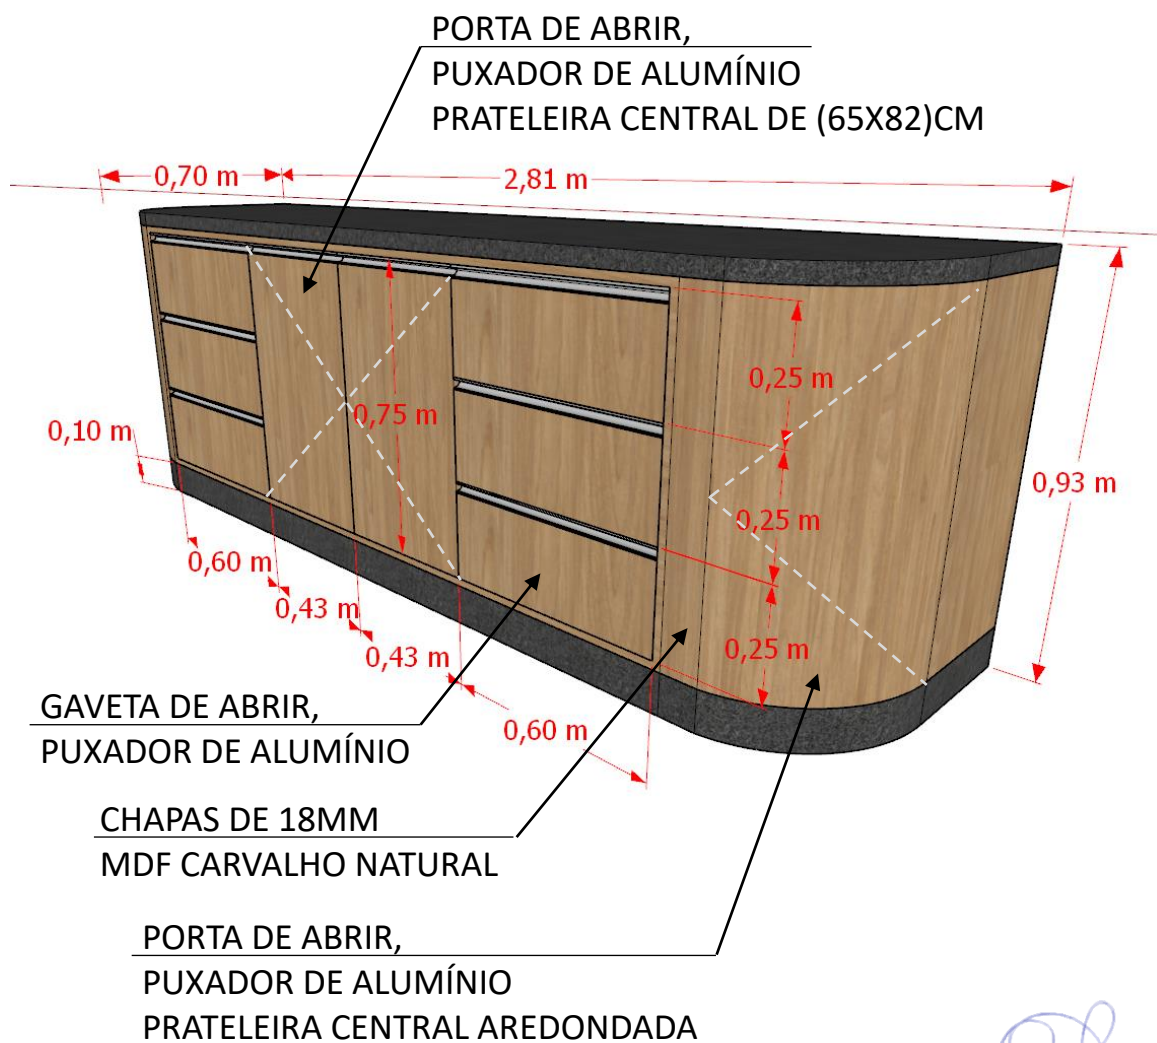 PORTA DE ABRIR,
PUXADOR DE ALUMÍNIO
PRATELEIRA CENTRAL DE (65X82)CM
0,70 m
2,81 m
0,25 m
0,75 m
0,10 m
0,93 m
0,25 m
0,60 m
0,43 m
0,43 m
0,25 m
0,60 m
GAVETA DE ABRIR,
PUXADOR DE ALUMÍNIO
CHAPAS DE 18MM
MDF CARVALHO NATURAL
PORTA DE ABRIR,
PUXADOR DE ALUMÍNIO
PRATELEIRA CENTRAL AREDONDADA